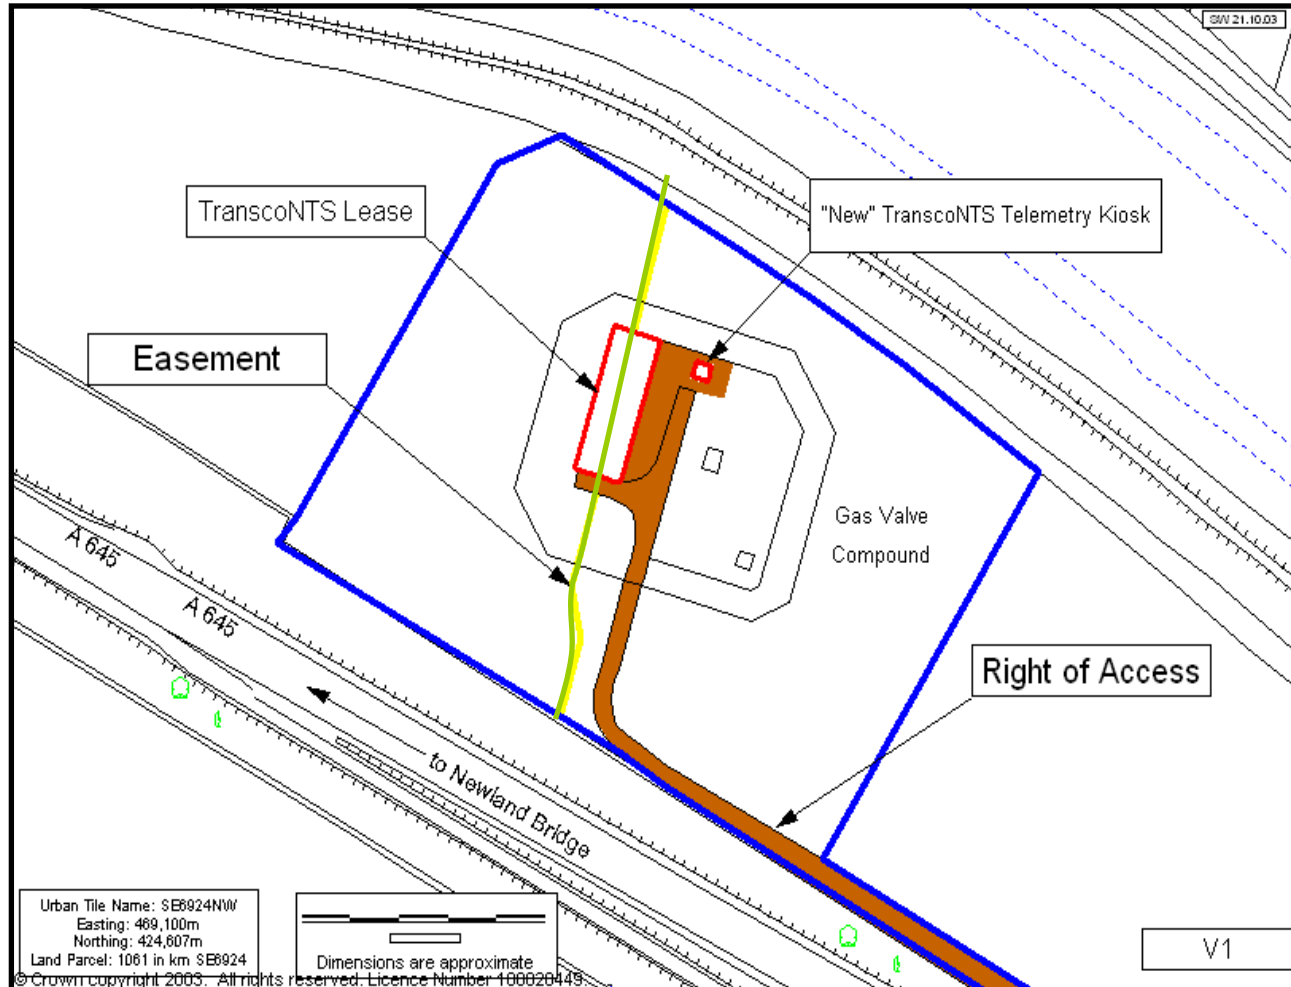 SW 21.10.03
TranscoNTS Lease
"New" TranscoNTS Telemetry Kiosk
Easement
Gas Valve
Compound
A 645
A 645
Right of Access
to Newland Bridge
Urban Tile Name: SE6924NW
Easting: 469,100m
Northing: 424,607m
Land Parcel: 1061 in km SE6924
Dimensions are approximate
V1
© Crown copyright 2003. All rights reserved. Licence Number 100020449.